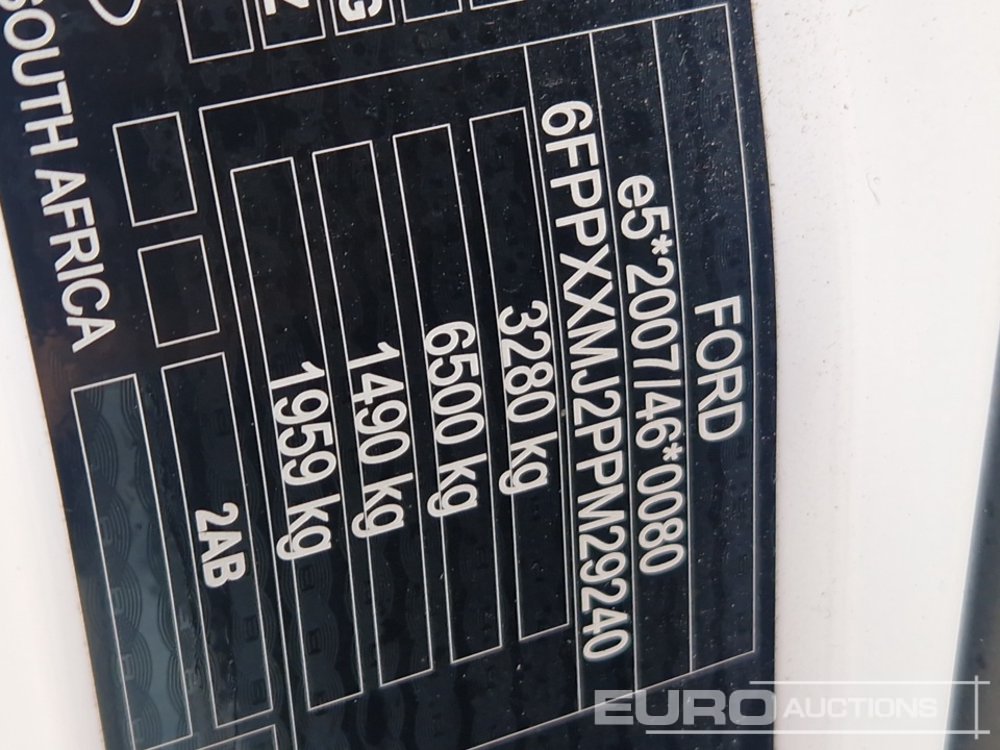 FORD
e5*2007/46*0080
6FPPXXMJ2PPM29240
3280 kg
6500 kg
1490 kg
1959 kg
2AB
SOUTH AFRICA
EURO AUCTIONS